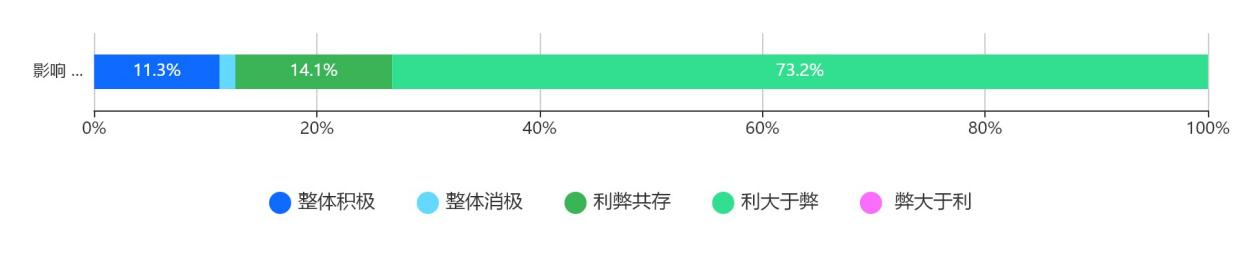 影响 ... 11.3% 14.1% 73.2%
0% 20% 40% 60% 80% 100%
整体积极 整体消极 利弊共存 利大于弊 弊大于利